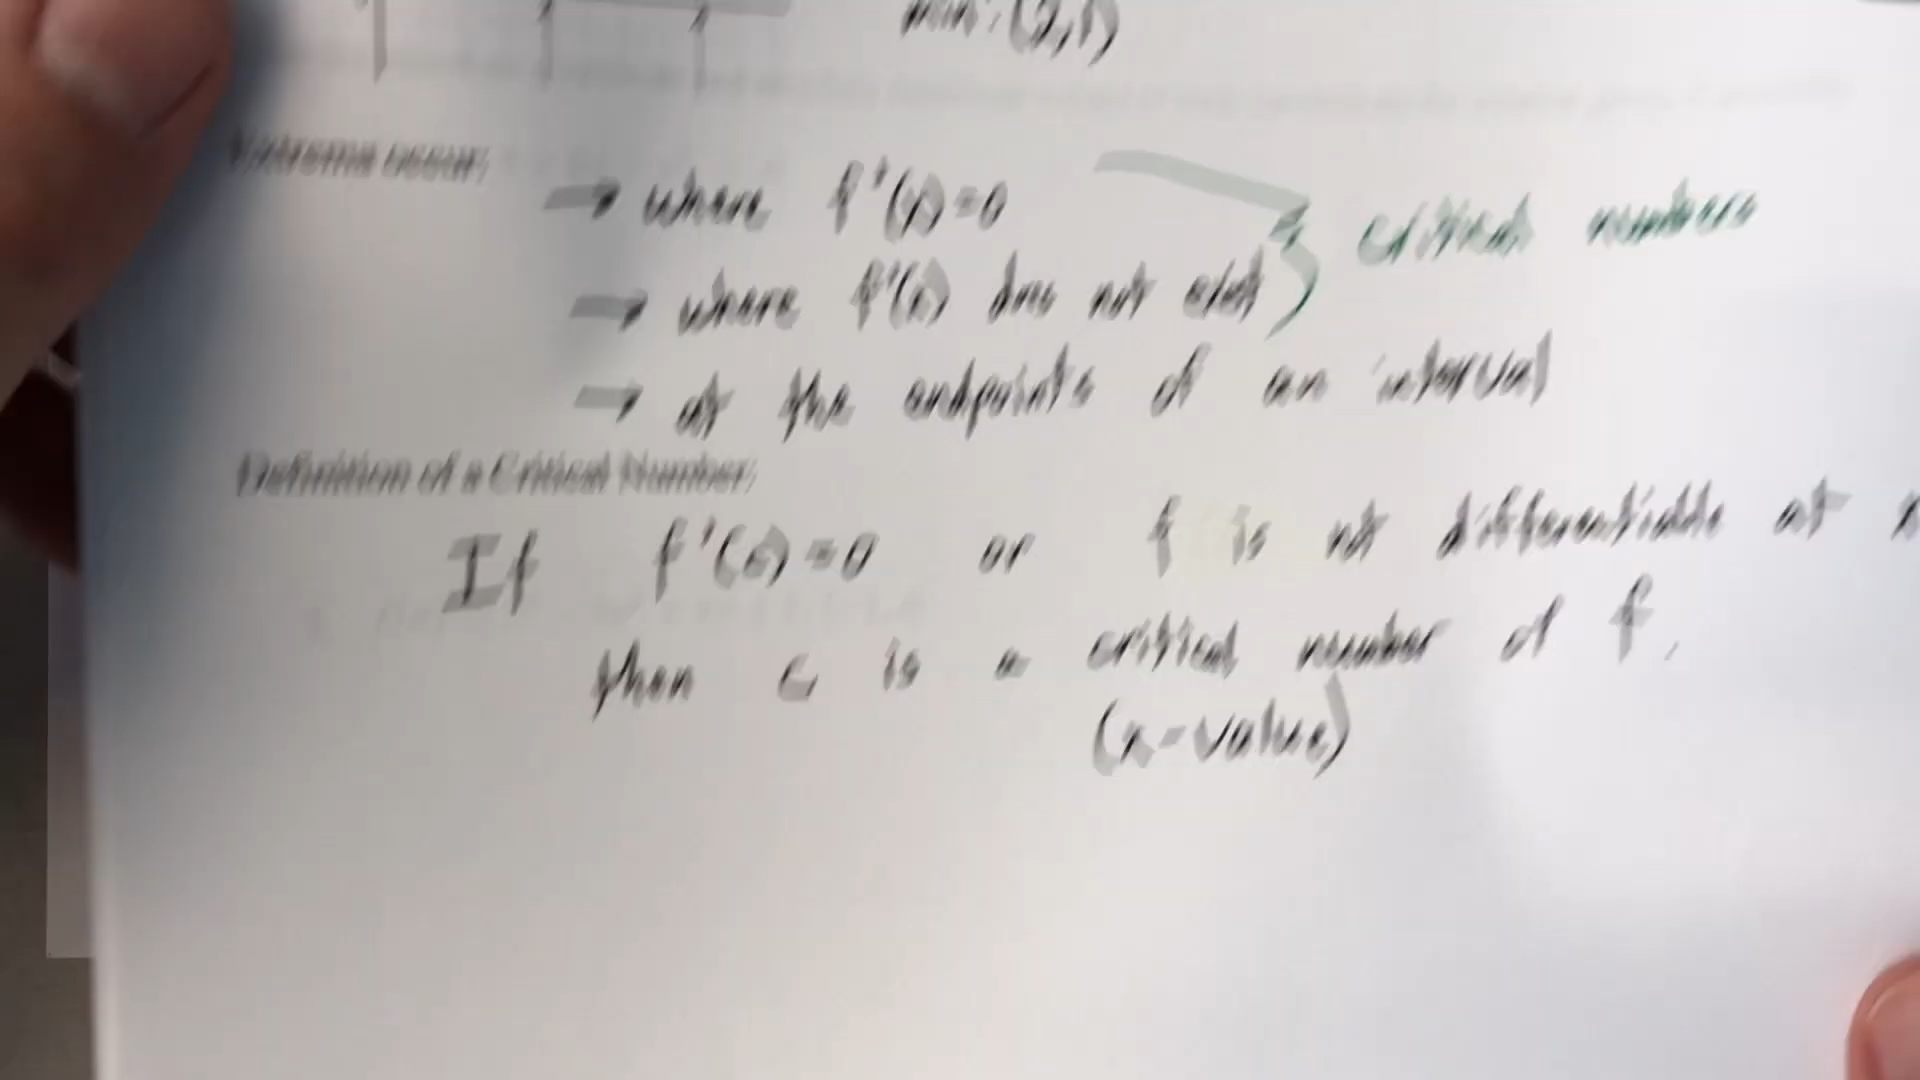 min: (2,1)
Extrema occur:
→ where f'(x)=0
critical numbers
→ where f'(x) does not exist
→ at the endpoints of an interval
Definition of a Critical Number:
If f'(c)=0 or f is not differentiable at x
then c is a critical number of f.
(x-value)